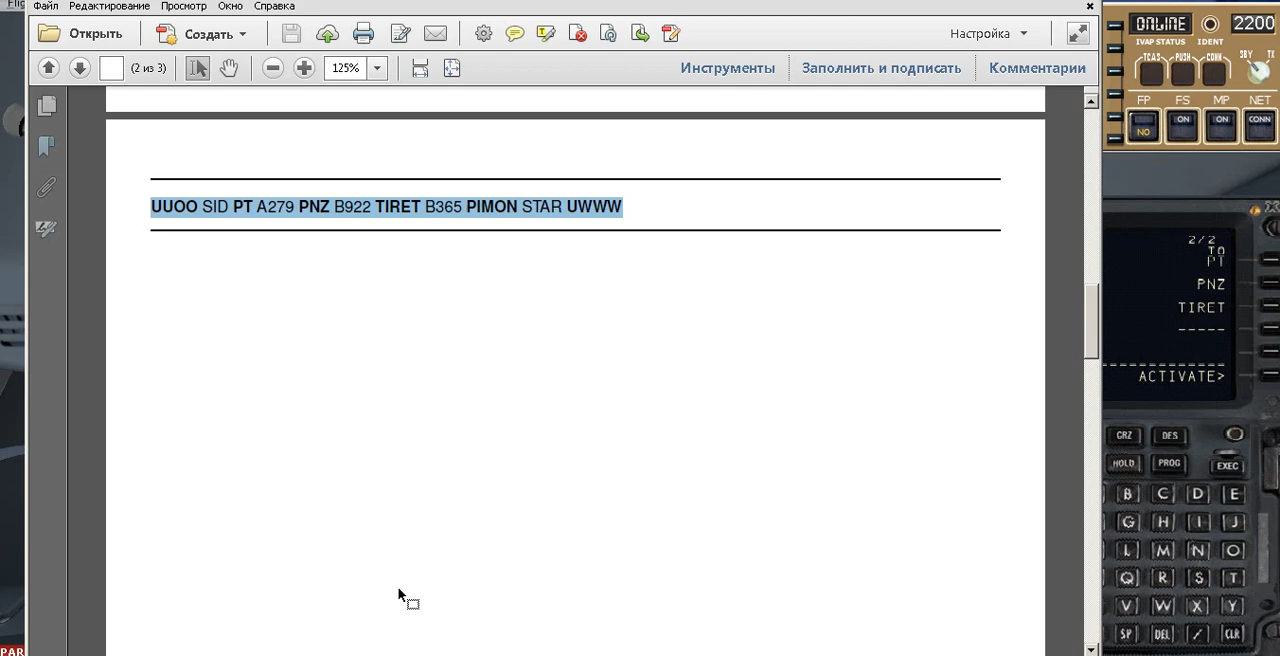 Файл Редактирование Просмотр Окно Справка
Открыть Создать Настройка
(2 из 3) 125% Инструменты Заполнить и подписать Комментарии
UUOO SID PT A279 PNZ B922 TIRET B365 PIMON STAR UWWW
ONLINE 2200
IVAP STATUS IDENT
TCAS PUSH COMM SBY TX
FP FS MP NET
NO ON ON CONN
2/2
TO
PT
PNZ
TIRET
-----
ACTIVATE>
CRZ DES
HOLD PROG EXEC
B C D E
G H I J
L M N O
Q R S T
V W X Y
SP DEL / CLR
PAR